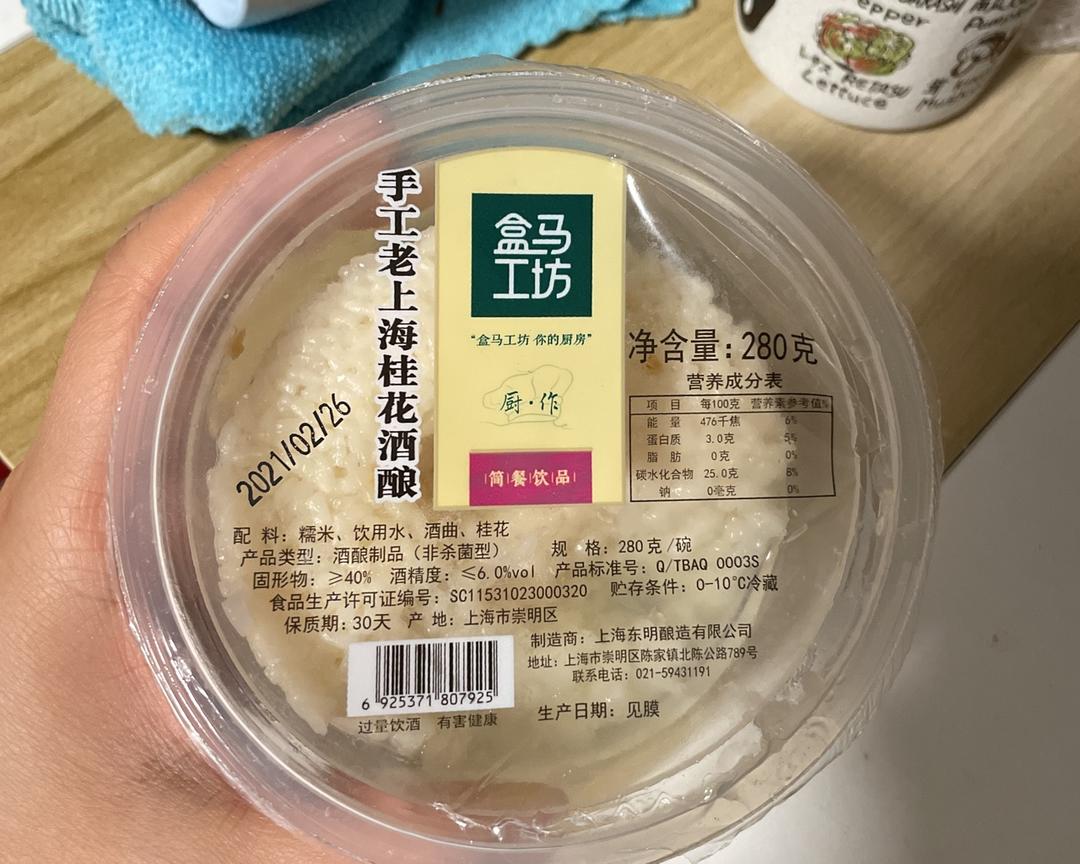 epper
Lettuce
手工老上海桂花酒酿
盒马
工坊
“盒马工坊 你的厨房”
厨·作
简餐饮品
2021/02/26
净含量：280克
营养成分表
项 目 每100克 营养素参考值%
能 量 476千焦 6%
蛋白质 3.0克 5%
脂 肪 0克 0%
碳水化合物 25.0克 8%
钠 0毫克 0%
配 料：糯米、饮用水、酒曲、桂花
产品类型：酒酿制品（非杀菌型） 规 格：280克/碗
固形物：≥40% 酒精度：≤6.0%vol 产品标准号：Q/TBAQ 0003S
食品生产许可证编号：SC11531023000320 贮存条件：0-10°C冷藏
保质期：30天 产 地：上海市崇明区
制造商：上海东明酿造有限公司
地址：上海市崇明区陈家镇北陈公路789号
联系电话：021-59431191
6 925371 807925
过量饮酒 有害健康
生产日期：见膜